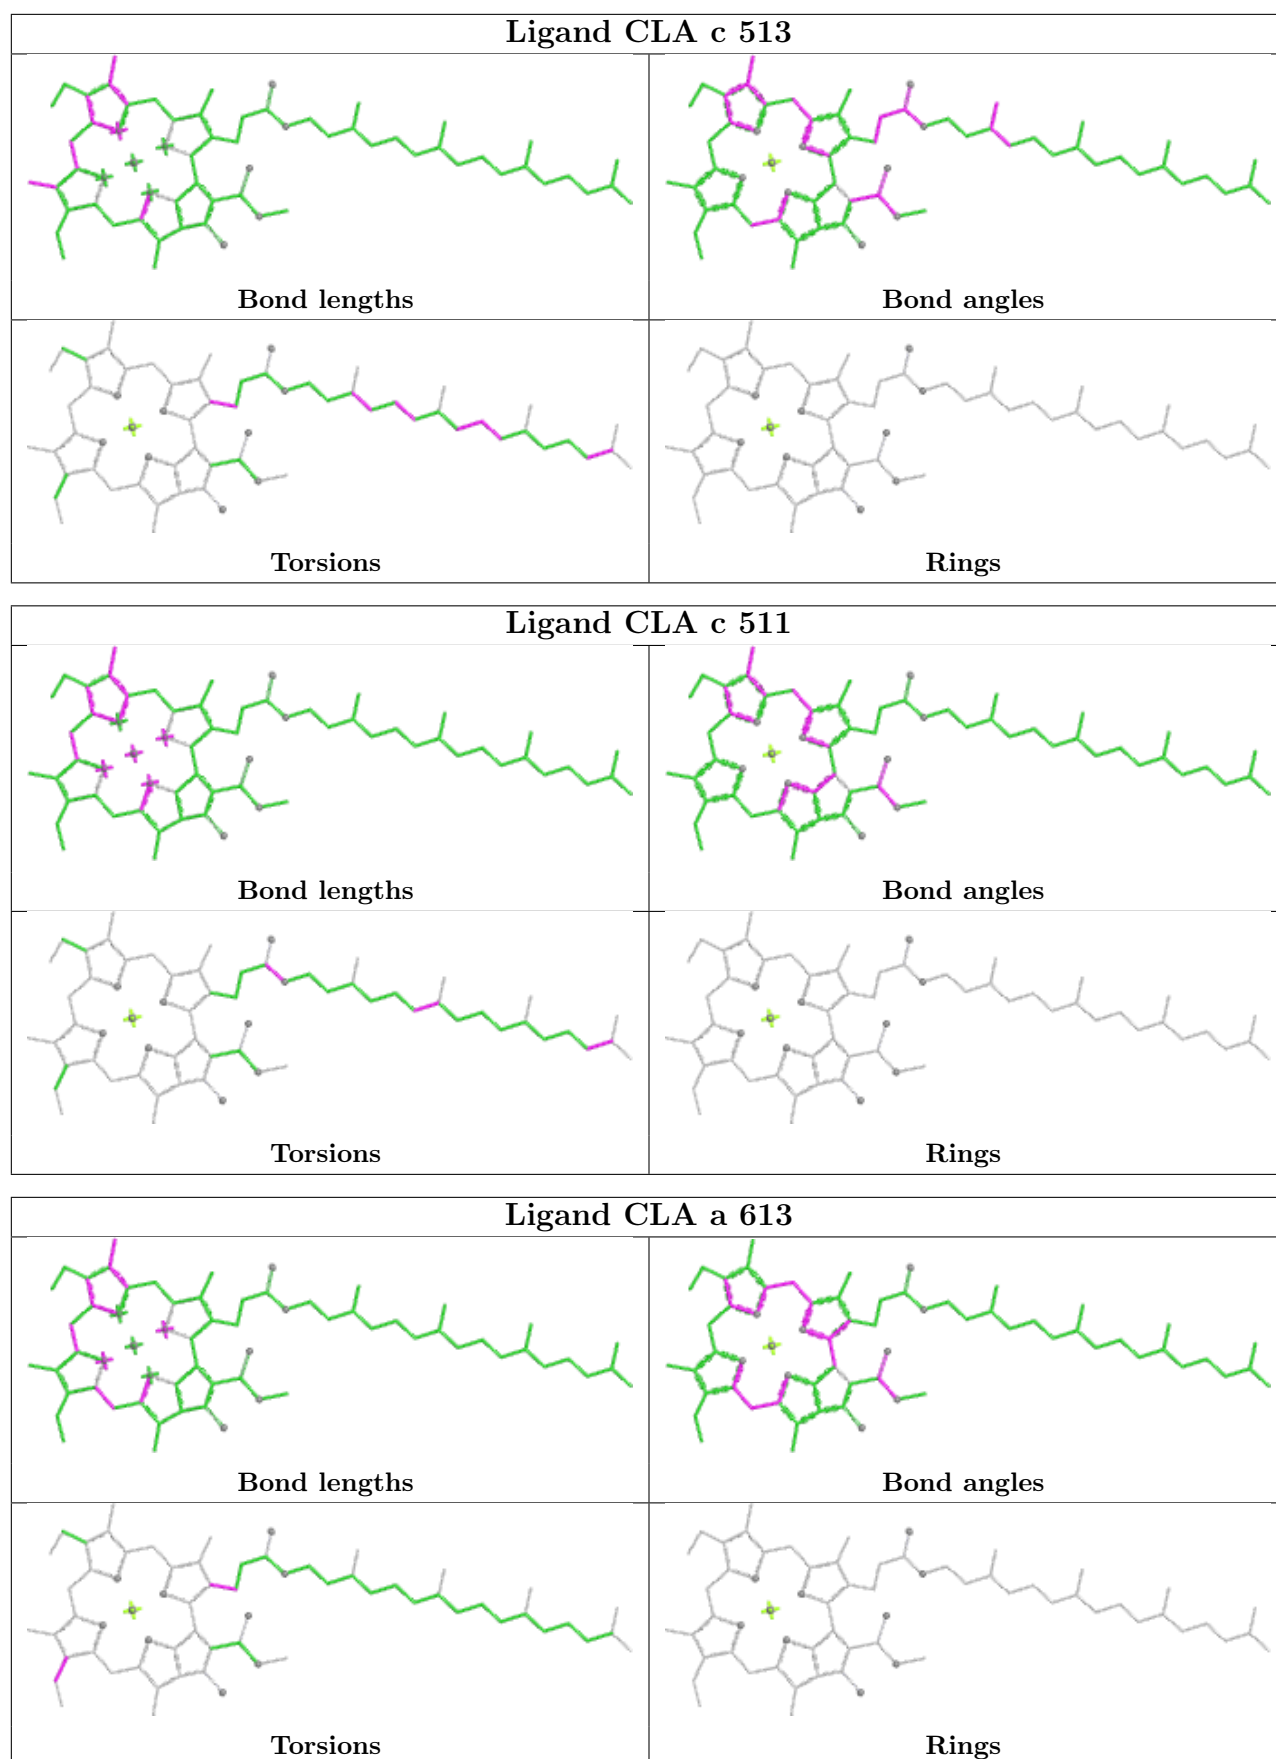 Ligand CLA c 513
Bond lengths
Bond angles
Torsions
Rings
Ligand CLA c 511
Bond lengths
Bond angles
Torsions
Rings
Ligand CLA a 613
Bond lengths
Bond angles
Torsions
Rings